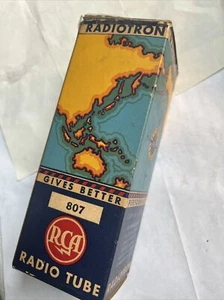 RADIOTRON
GIVES BETTER
807
RCA
RADIO TUBE